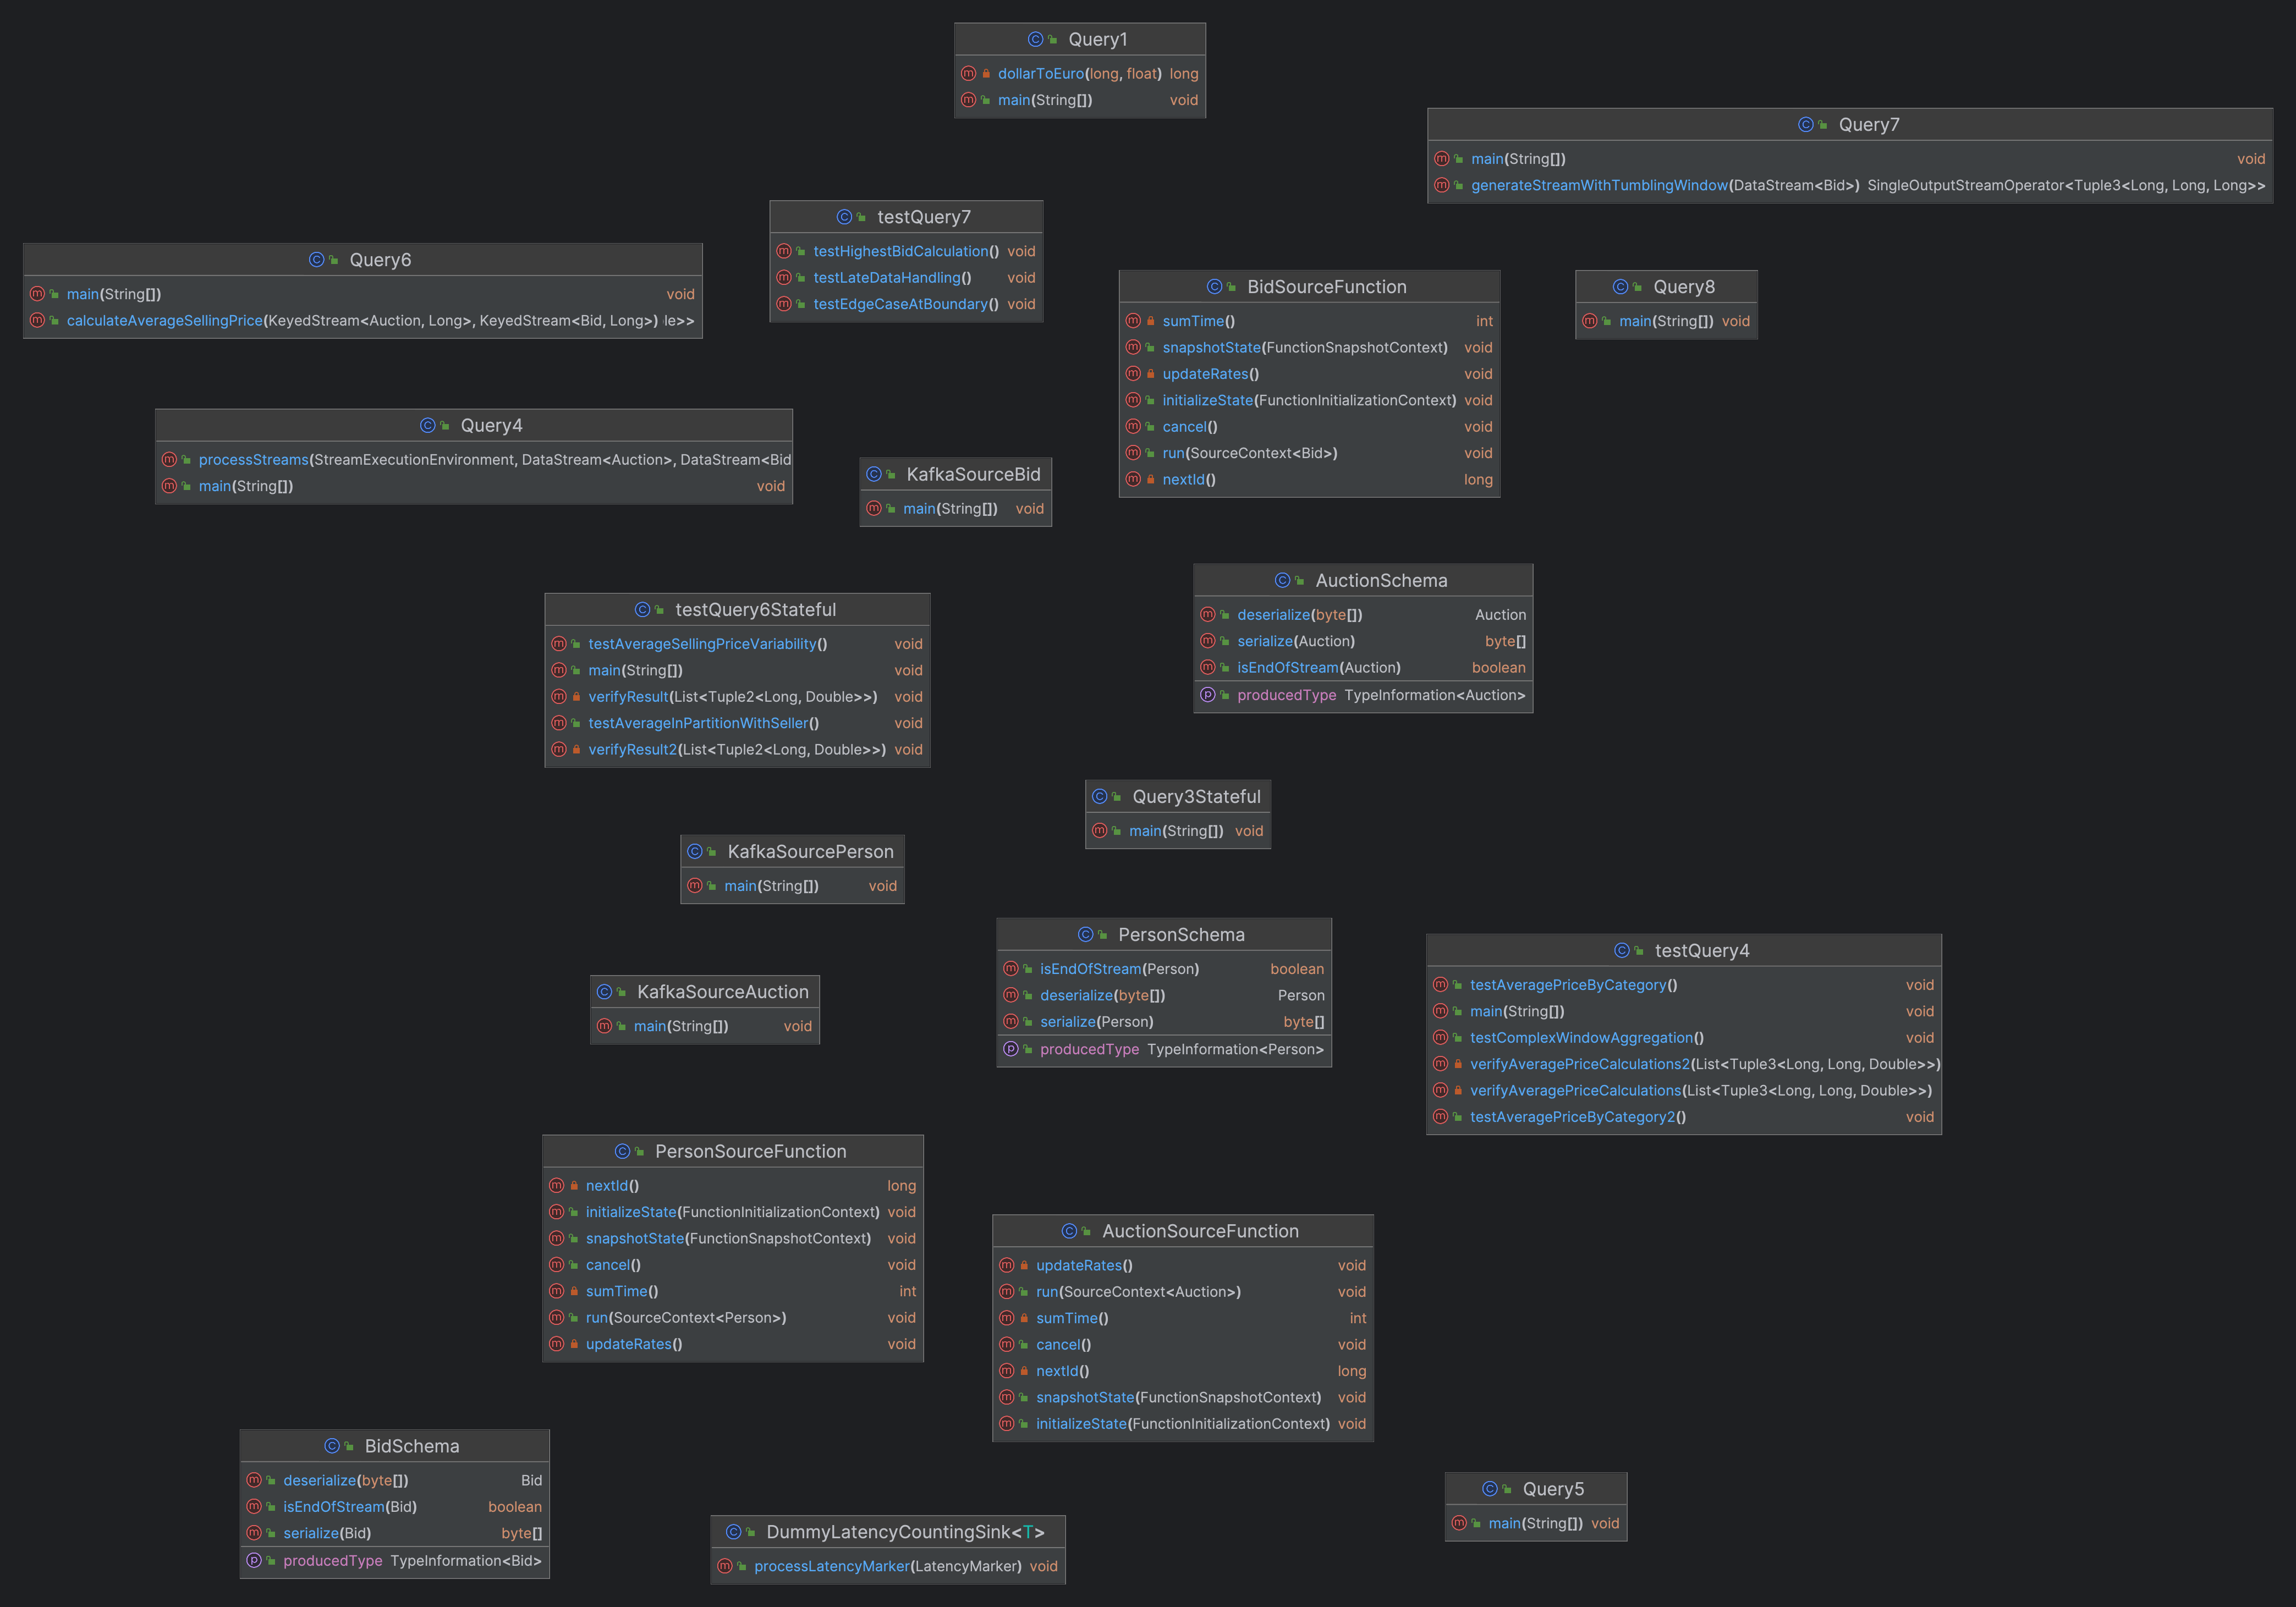 Query1
dollarToEuro(long, float) long
main(String[]) void
Query7
main(String[]) void
generateStreamWithTumblingWindow(DataStream<Bid>) SingleOutputStreamOperator<Tuple3<Long, Long, Long>>
testQuery7
testHighestBidCalculation() void
testLateDataHandling() void
testEdgeCaseAtBoundary() void
Query6
main(String[]) void
calculateAverageSellingPrice(KeyedStream<Auction, Long>, KeyedStream<Bid, Long>) le>>
BidSourceFunction
sumTime() int
snapshotState(FunctionSnapshotContext) void
updateRates() void
initializeState(FunctionInitializationContext) void
cancel() void
run(SourceContext<Bid>) void
nextId() long
Query8
main(String[]) void
Query4
processStreams(StreamExecutionEnvironment, DataStream<Auction>, DataStream<Bid
main(String[]) void
KafkaSourceBid
main(String[]) void
AuctionSchema
deserialize(byte[]) Auction
serialize(Auction) byte[]
isEndOfStream(Auction) boolean
producedType TypeInformation<Auction>
testQuery6Stateful
testAverageSellingPriceVariability() void
main(String[]) void
verifyResult(List<Tuple2<Long, Double>>) void
testAverageInPartitionWithSeller() void
verifyResult2(List<Tuple2<Long, Double>>) void
Query3Stateful
main(String[]) void
KafkaSourcePerson
main(String[]) void
PersonSchema
isEndOfStream(Person) boolean
deserialize(byte[]) Person
serialize(Person) byte[]
producedType TypeInformation<Person>
testQuery4
testAveragePriceByCategory() void
main(String[]) void
testComplexWindowAggregation() void
verifyAveragePriceCalculations2(List<Tuple3<Long, Long, Double>>)
verifyAveragePriceCalculations(List<Tuple3<Long, Long, Double>>)
testAveragePriceByCategory2() void
KafkaSourceAuction
main(String[]) void
PersonSourceFunction
nextId() long
initializeState(FunctionInitializationContext) void
snapshotState(FunctionSnapshotContext) void
cancel() void
sumTime() int
run(SourceContext<Person>) void
updateRates() void
AuctionSourceFunction
updateRates() void
run(SourceContext<Auction>) void
sumTime() int
cancel() void
nextId() long
snapshotState(FunctionSnapshotContext) void
initializeState(FunctionInitializationContext) void
BidSchema
deserialize(byte[]) Bid
isEndOfStream(Bid) boolean
serialize(Bid) byte[]
producedType TypeInformation<Bid>
Query5
main(String[]) void
DummyLatencyCountingSink<T>
processLatencyMarker(LatencyMarker) void